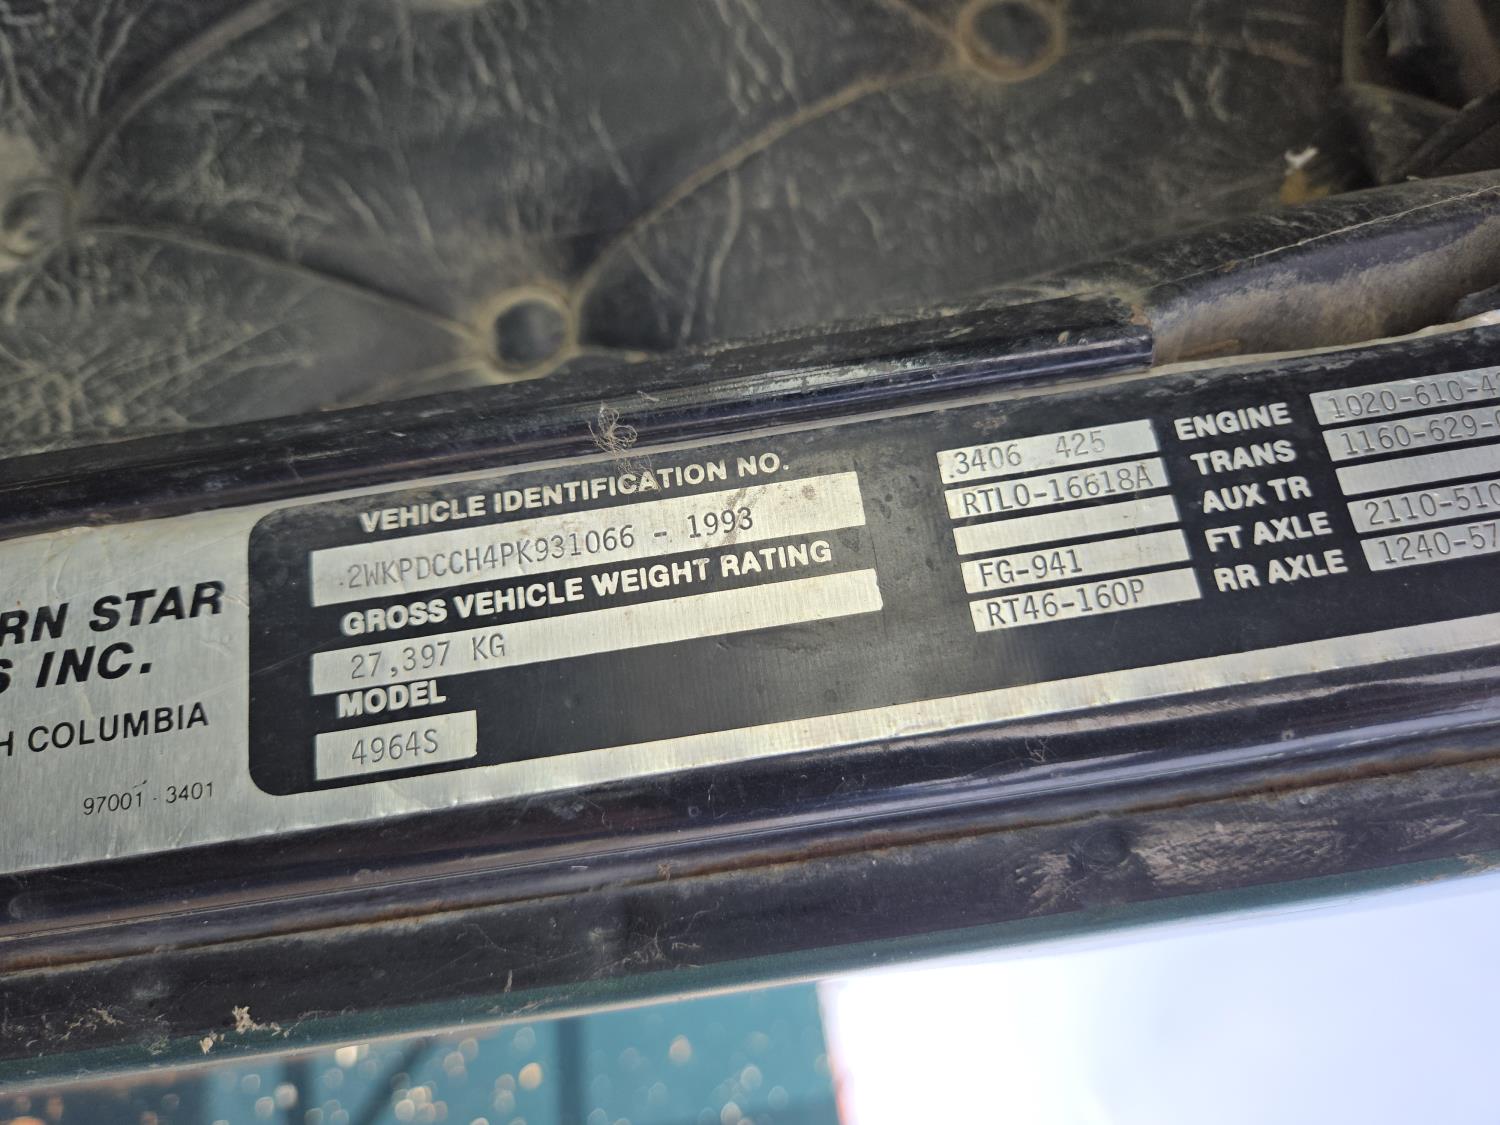 RN STAR
S INC.
H COLUMBIA
97001 - 3401
VEHICLE IDENTIFICATION NO.
2WKPDCCH4PK931066 - 1993
GROSS VEHICLE WEIGHT RATING
27,397 KG
MODEL
4964S
3406 425 ENGINE 1020-610-42
RTLO-16618A TRANS 1160-629-
AUX TR
FG-941 FT AXLE 2110-510
RT46-160P RR AXLE 1240-57